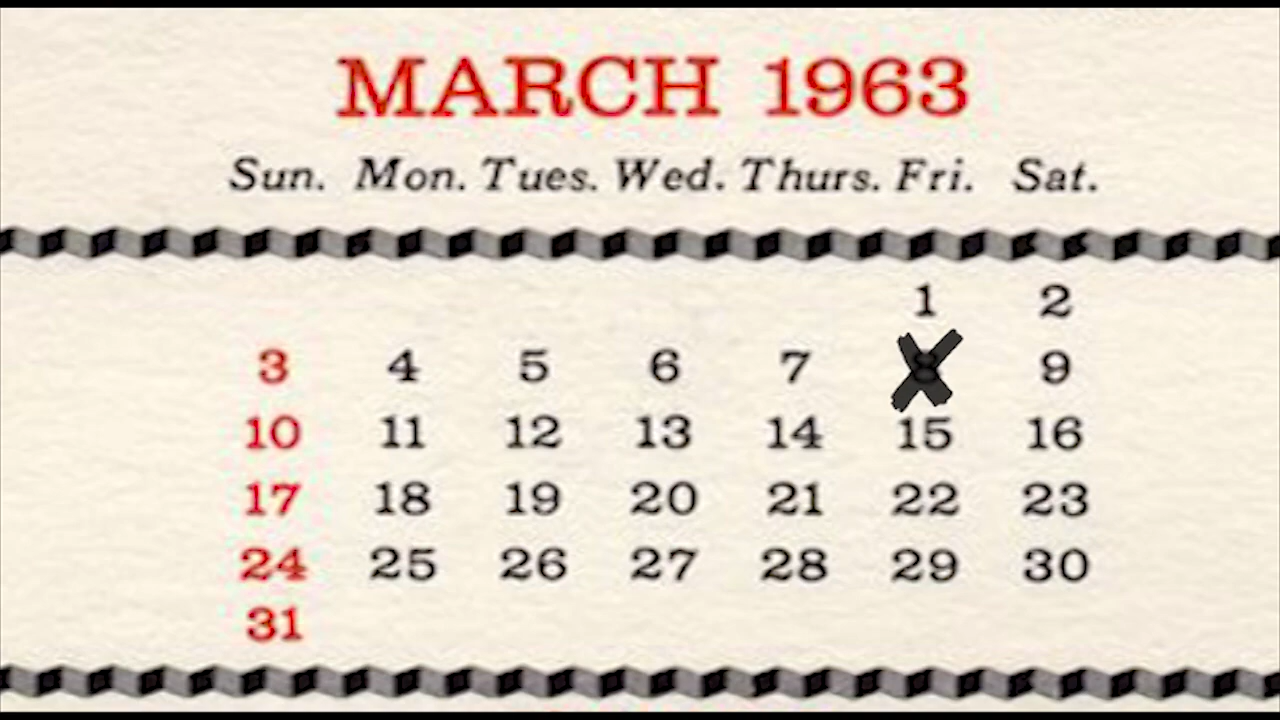 MARCH 1963
Sun. Mon. Tues. Wed. Thurs. Fri. Sat.
1 2
3 4 5 6 7 8 9
10 11 12 13 14 15 16
17 18 19 20 21 22 23
24 25 26 27 28 29 30
31